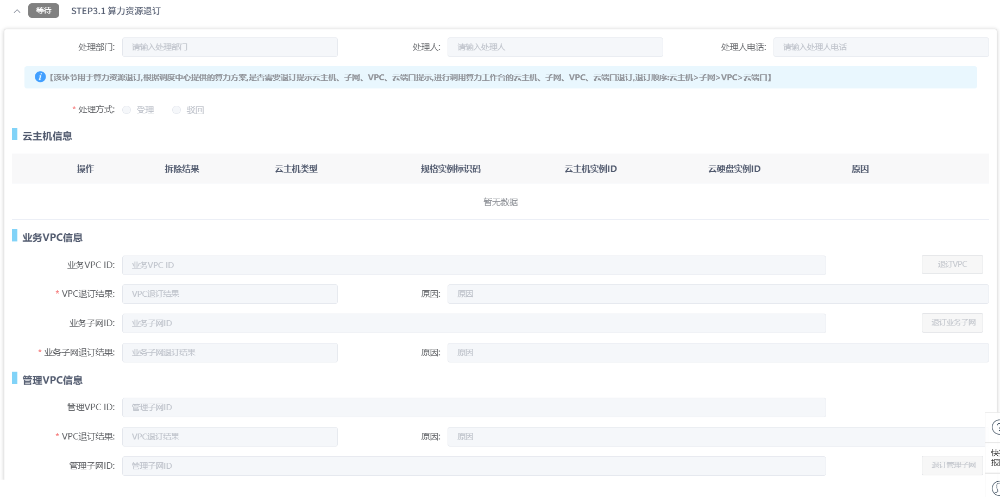 等待 STEP3.1 算力资源退订
处理部门: 请输入处理部门 处理人: 请输入处理人 处理人电话: 请输入处理人电话
【该环节用于算力资源退订,根据调度中心提供的算力方案,是否需要退订提示云主机、子网、VPC、云端口提示,进行调用算力工作台的云主机、子网、VPC、云端口退订,退订顺序:云主机>子网>VPC>云端口】
* 处理方式: 受理 驳回
云主机信息
操作 拆除结果 云主机类型 规格实例标识码 云主机实例ID 云硬盘实例ID 原因
暂无数据
业务VPC信息
业务VPC ID: 业务VPC ID 退订VPC
* VPC退订结果: VPC退订结果 原因: 原因
业务子网ID: 业务子网ID 退订业务子网
* 业务子网退订结果: 业务子网退订结果 原因: 原因
管理VPC信息
管理VPC ID: 管理子网ID
* VPC退订结果: VPC退订结果 原因: 原因
管理子网ID: 管理子网ID 退订管理子网
快
报